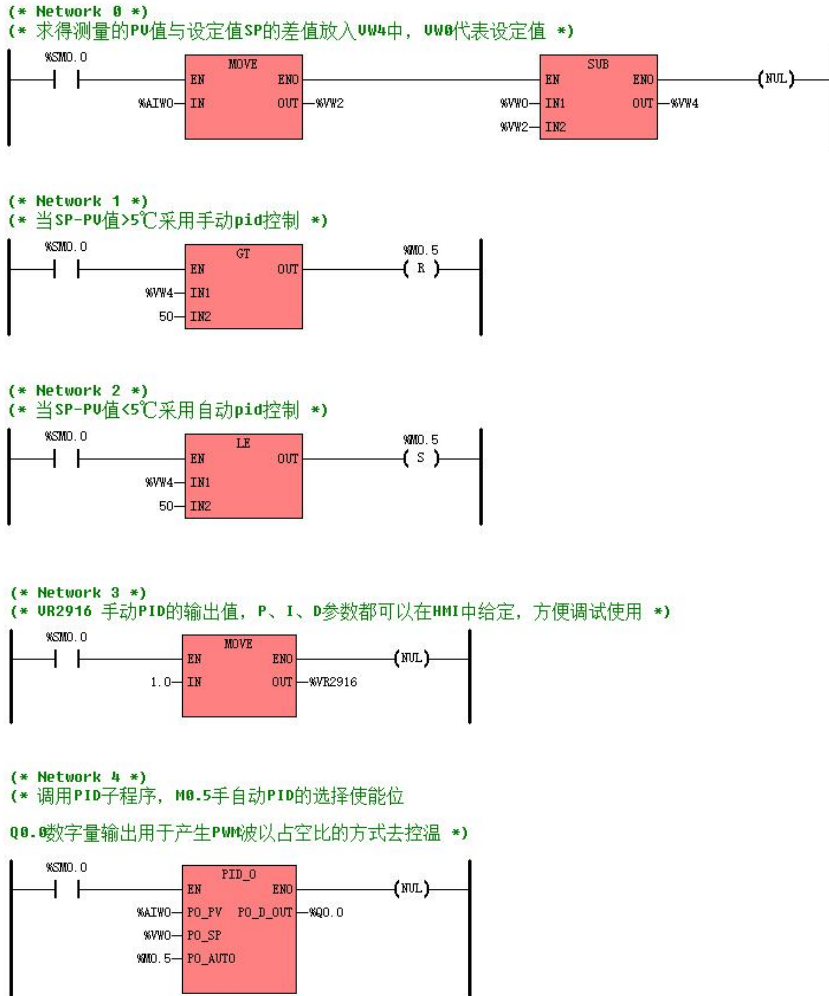 (* Network 0 *)
(* 求得测量的PV值与设定值SP的差值放入VW4中，VW0代表设定值 *)
%SM0.0
MOVE
SUB
EN ENO
EN ENO
(NUL)
%AIW0 IN OUT %VW2
%VW0 IN1 OUT %VW4
%VW2 IN2
(* Network 1 *)
(* 当SP-PV值>5℃采用手动pid控制 *)
%SM0.0
GT
%M0.5
EN OUT
( R )
%VW4 IN1
50 IN2
(* Network 2 *)
(* 当SP-PV值<5℃采用自动pid控制 *)
%SM0.0
LE
%M0.5
EN OUT
( S )
%VW4 IN1
50 IN2
(* Network 3 *)
(* VR2916 手动PID的输出值，P、I、D参数都可以在HMI中给定，方便调试使用 *)
%SM0.0
MOVE
EN ENO
(NUL)
1.0 IN OUT %VR2916
(* Network 4 *)
(* 调用PID子程序，M0.5手自动PID的选择使能位
Q0.0数字量输出用于产生PWM波以占空比的方式去控温 *)
%SM0.0
PID_0
EN ENO
(NUL)
%AIW0 PO_PV PO_D_OUT %Q0.0
%VW0 PO_SP
%M0.5 PO_AUTO